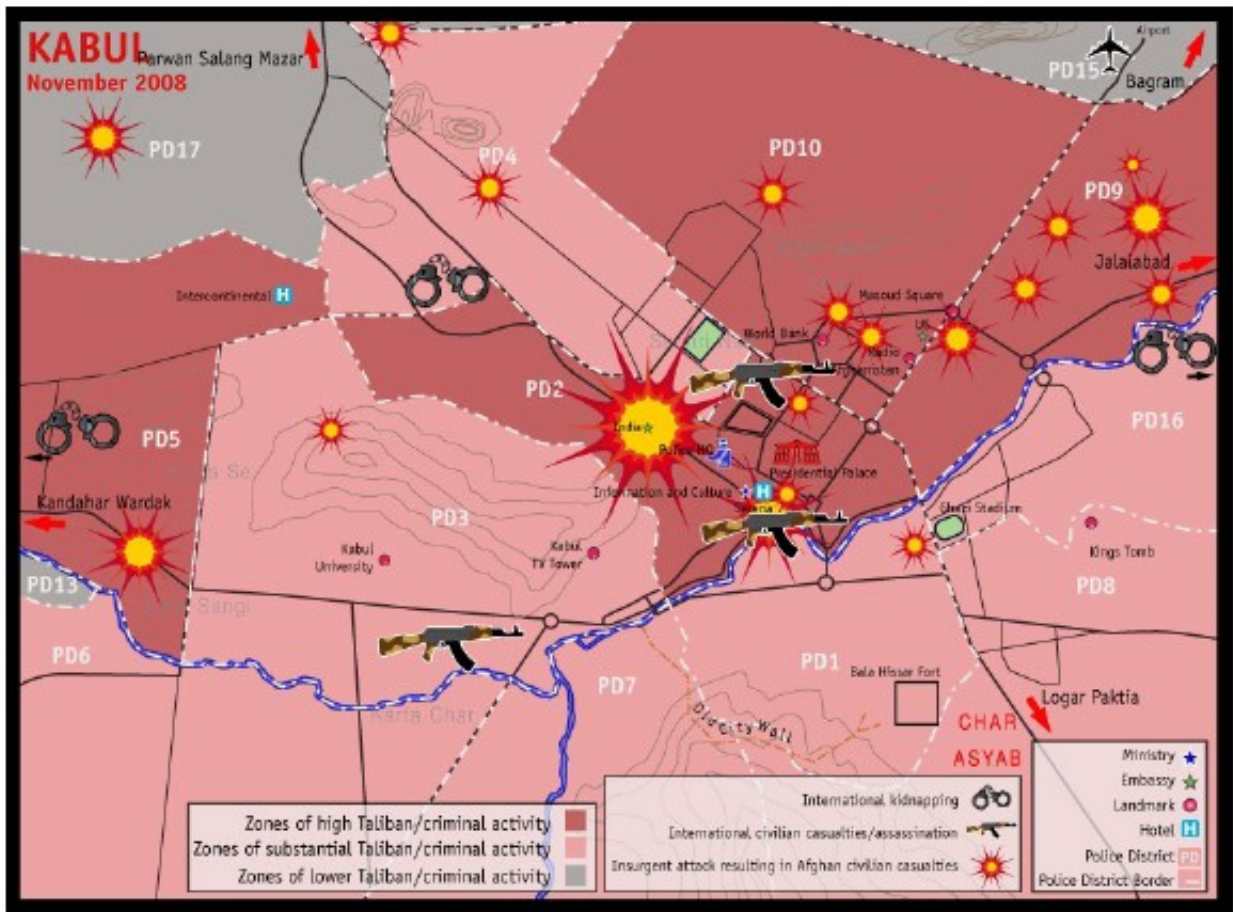 KABUL
November 2008
Parwan Salang Mazar
Airport
PD15
Bagram
PD17
PD4
PD10
PD9
Jalalabad
Intercontinental H
Masoud Square
World Bank
US
Radio
PD2
PD5
PD16
India
Police HQ
Presidential Palace
Information and Culture
H
Kandahar Wardak
PD3
Ghazi Stadium
Kabul
University
Kabul
TV Tower
Kings Tomb
PD13
PD8
Sangi
PD6
PD7
PD1
Bala Hissar Fort
Karta Char
Old City Wall
Logar Paktia
CHAR
ASYAB
Zones of high Taliban/criminal activity
Zones of substantial Taliban/criminal activity
Zones of lower Taliban/criminal activity
International kidnapping
International civilian casualties/assassination
Insurgent attack resulting in Afghan civilian casualties
Ministry
Embassy
Landmark
Hotel H
Police District PD
Police District Border